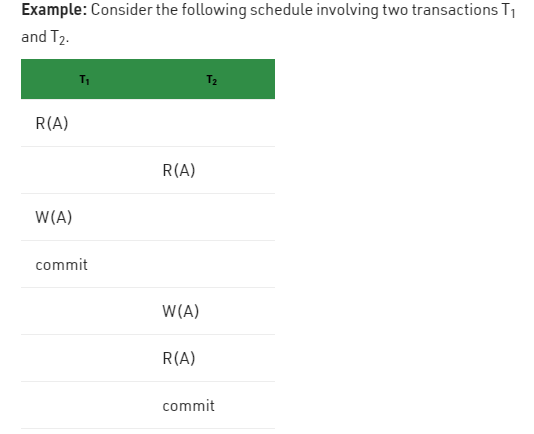 Example: Consider the following schedule involving two transactions T1
and T2.
T1 T2
R(A)
R(A)
W(A)
commit
W(A)
R(A)
commit